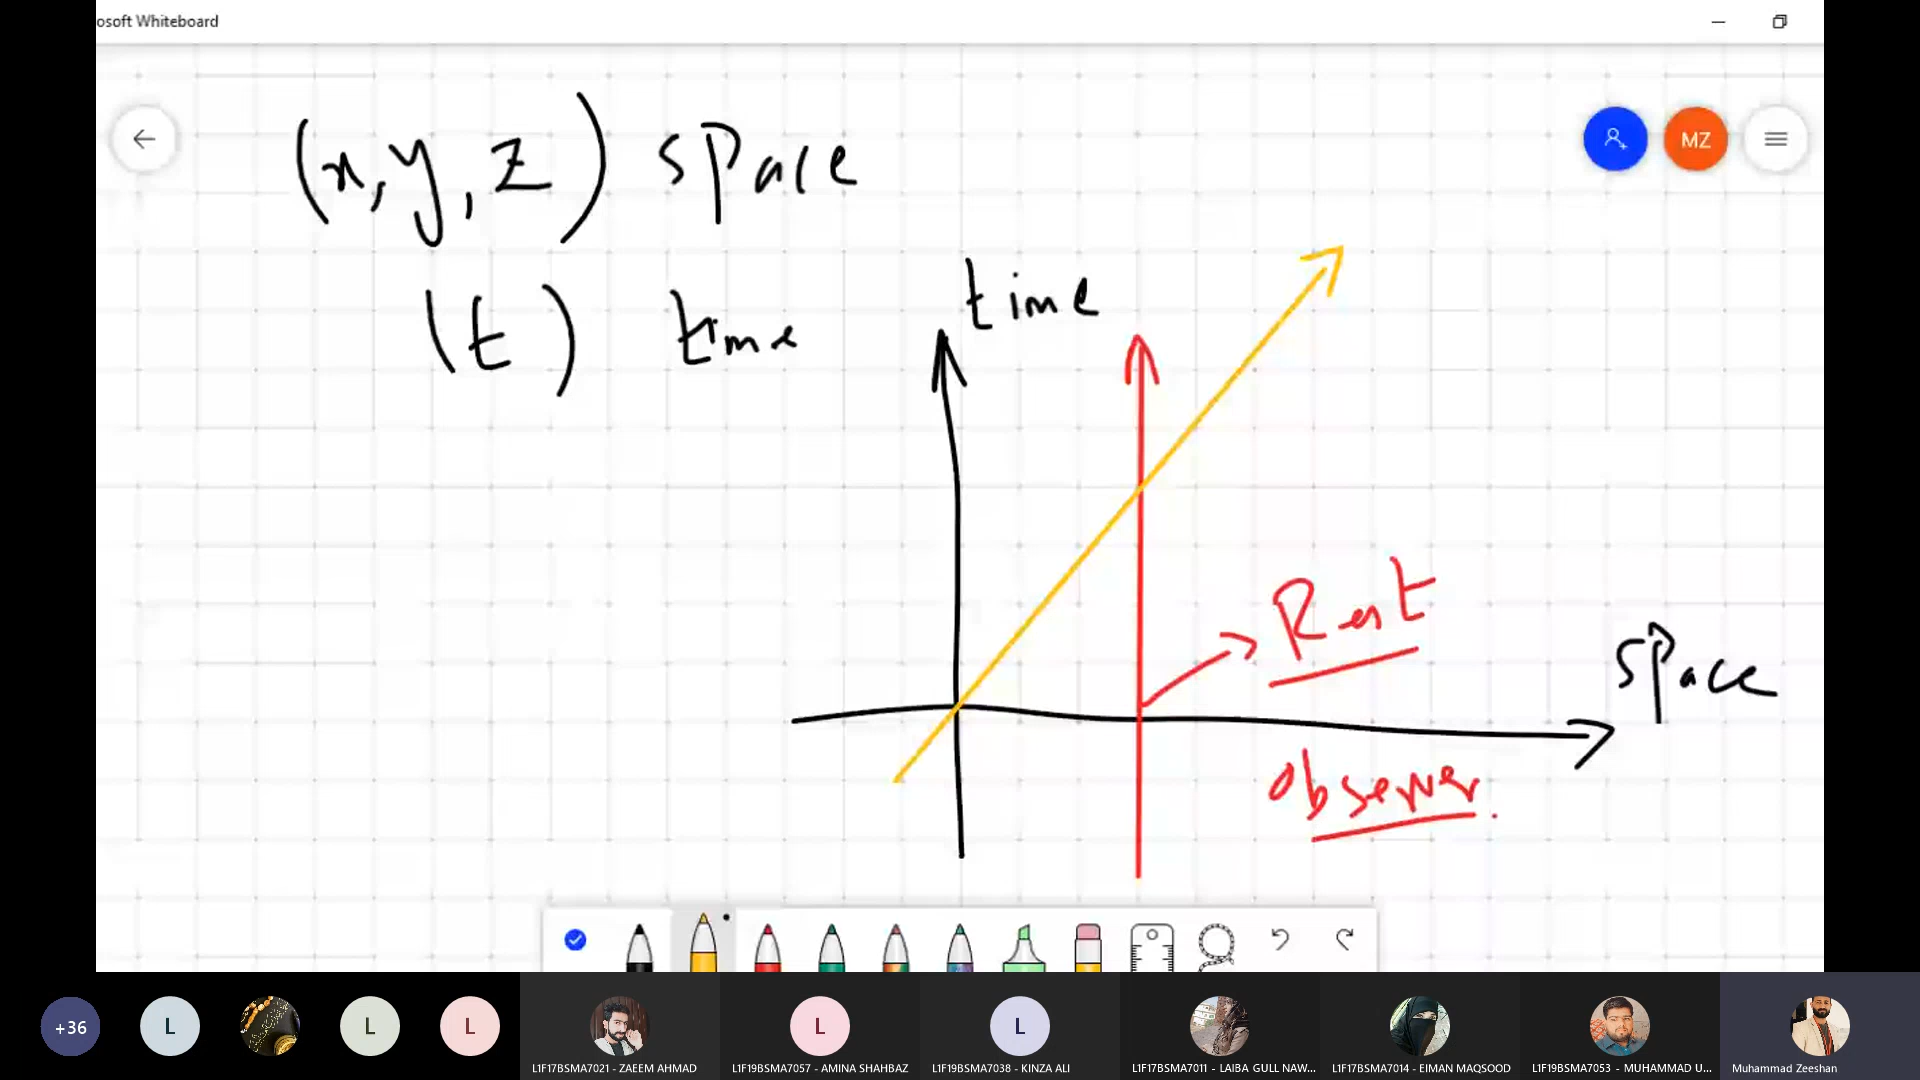 osoft Whiteboard
(x, y, z) space
MZ
(t) time
time
Rest
space
Observer.
+36
L
L
L
L1F17BSMA7021 - ZAEEM AHMAD
L
L1F19BSMA7057 - AMINA SHAHBAZ
L
L1F19BSMA7038 - KINZA ALI
L1F17BSMA7011 - LAIBA GULL NAW...
L1F17BSMA7014 - EIMAN MAQSOOD
L1F19BSMA7053 - MUHAMMAD U...
Muhammad Zeeshan